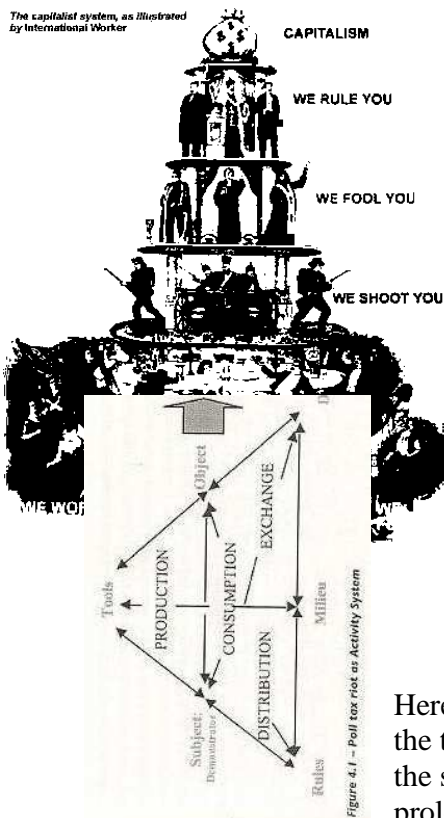 The capitalist system, as illustrated
by International Worker
CAPITALISM
WE RULE YOU
WE FOOL YOU
WE SHOOT YOU
WE
WE
Tools
Object
PRODUCTION
CONSUMPTION
EXCHANGE
DISTRIBUTION
Subject:
Demonstrator
Milieu
Rules
Figure 4.1 – Poll tax riot as Activity System
Here
the
the